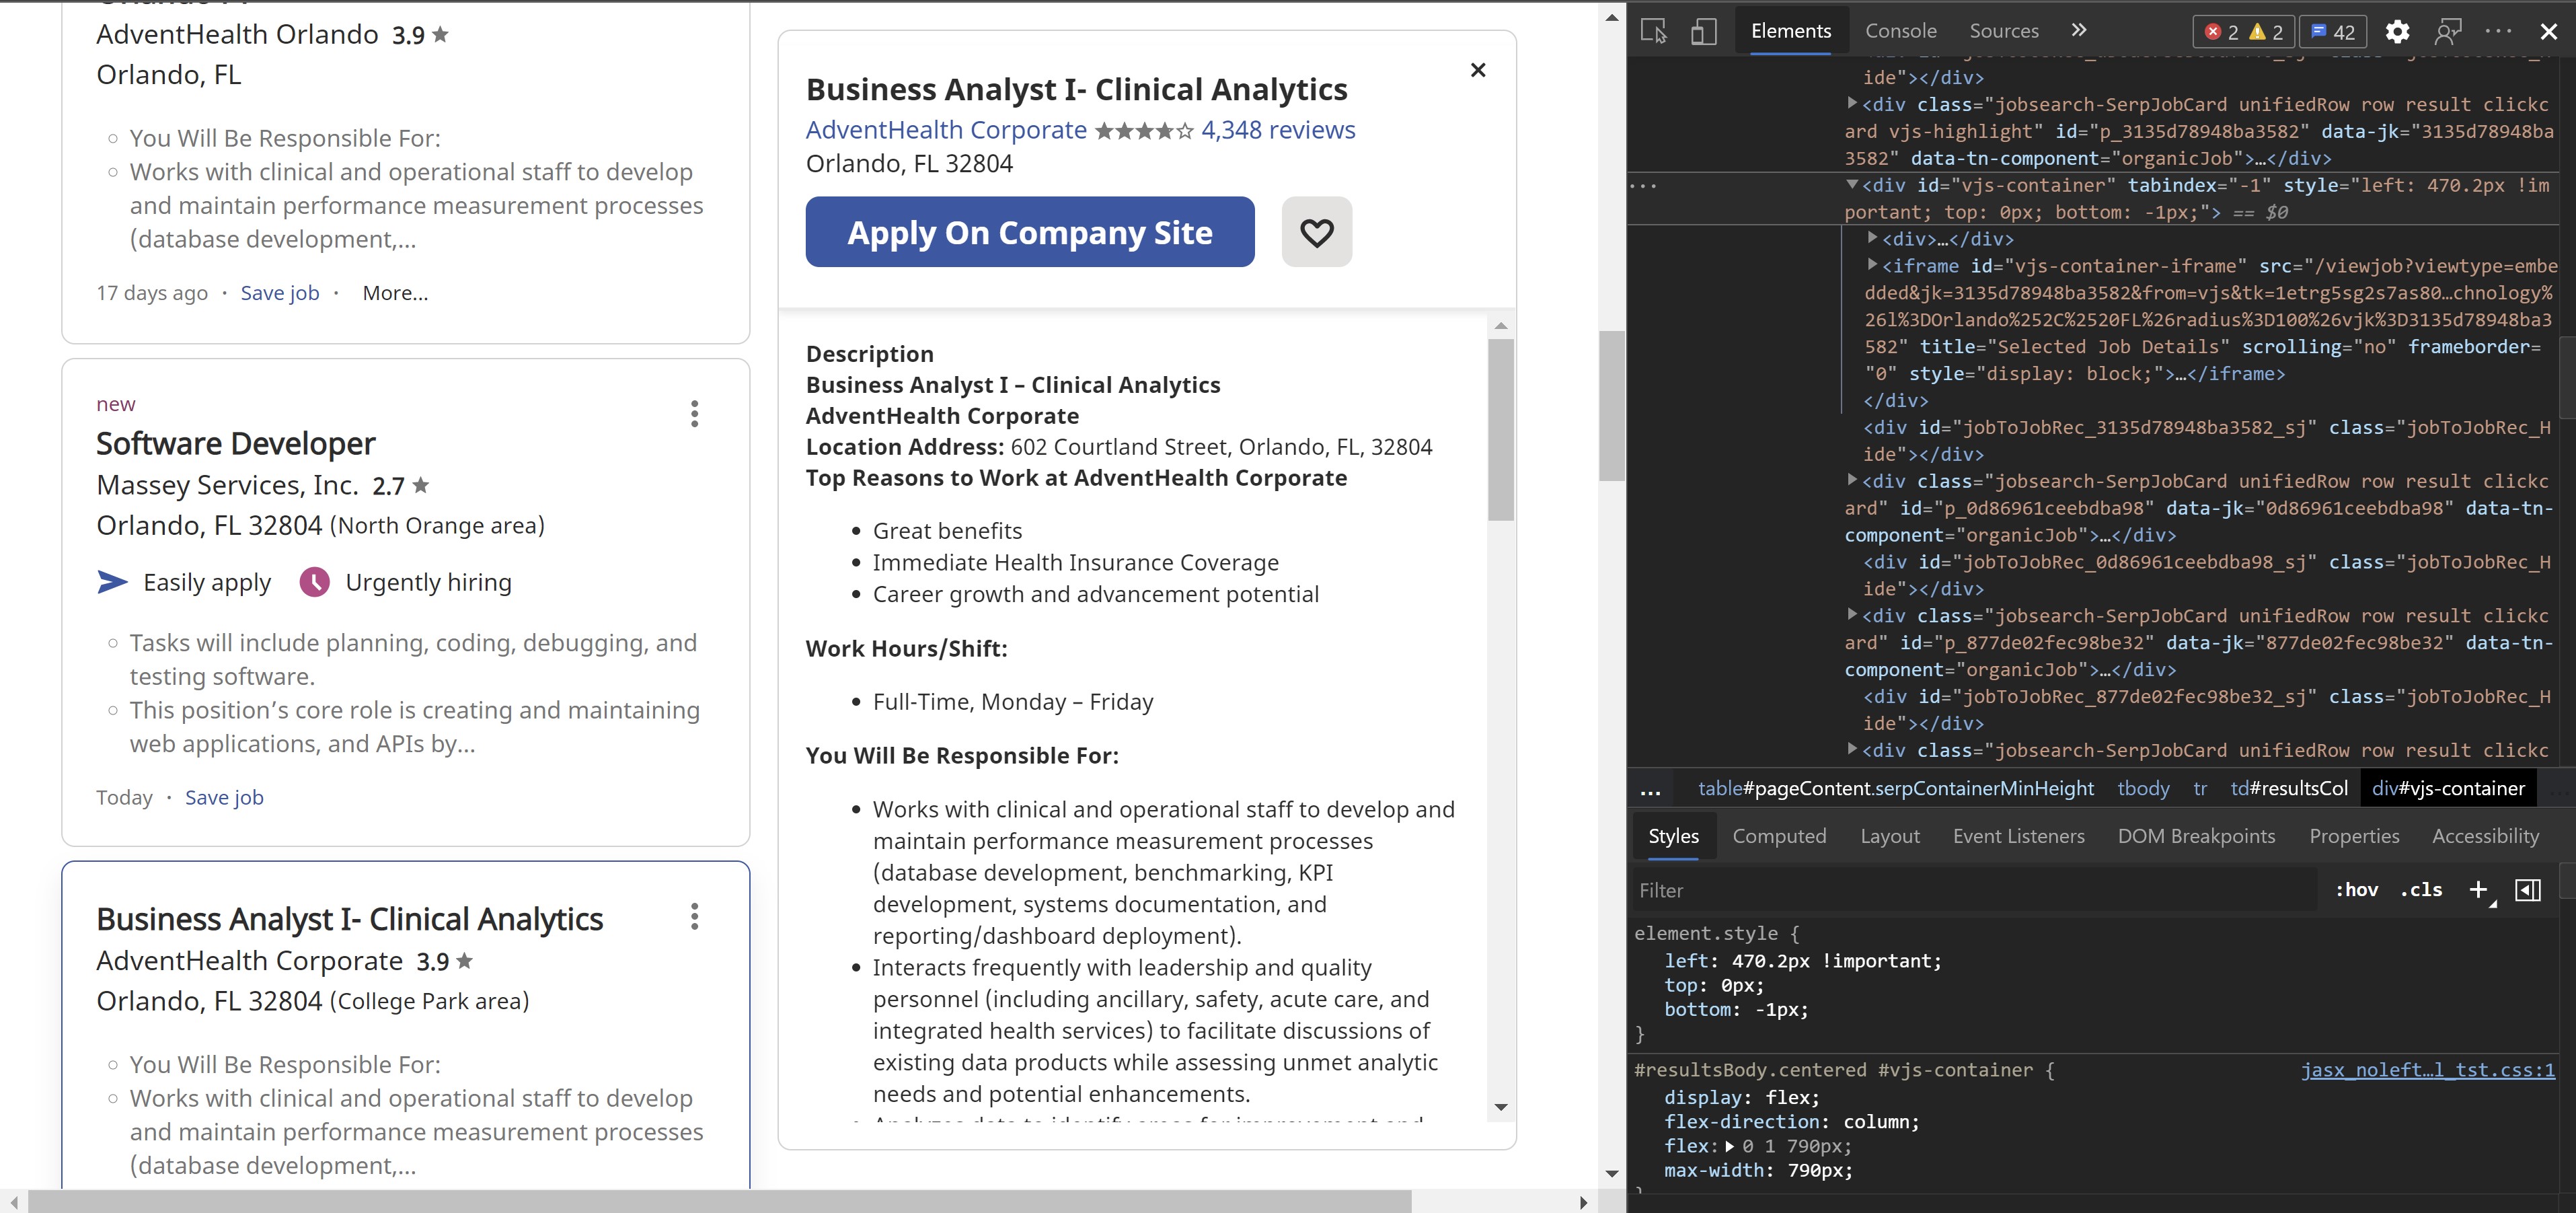 AdventHealth Orlando 3.9 ★
Orlando, FL
You Will Be Responsible For:
Works with clinical and operational staff to develop
and maintain performance measurement processes
(database development,...
17 days ago · Save job · More...
new
Software Developer
Massey Services, Inc. 2.7 ★
Orlando, FL 32804 (North Orange area)
Easily apply Urgently hiring
Tasks will include planning, coding, debugging, and
testing software.
This position’s core role is creating and maintaining
web applications, and APIs by...
Today · Save job
Business Analyst I- Clinical Analytics
AdventHealth Corporate 3.9 ★
Orlando, FL 32804 (College Park area)
You Will Be Responsible For:
Works with clinical and operational staff to develop
and maintain performance measurement processes
(database development,...
Business Analyst I- Clinical Analytics
AdventHealth Corporate ★★★★☆ 4,348 reviews
Orlando, FL 32804
Apply On Company Site
Description
Business Analyst I – Clinical Analytics
AdventHealth Corporate
Location Address: 602 Courtland Street, Orlando, FL, 32804
Top Reasons to Work at AdventHealth Corporate
Great benefits
Immediate Health Insurance Coverage
Career growth and advancement potential
Work Hours/Shift:
Full-Time, Monday – Friday
You Will Be Responsible For:
Works with clinical and operational staff to develop and
maintain performance measurement processes
(database development, benchmarking, KPI
development, systems documentation, and
reporting/dashboard deployment).
Interacts frequently with leadership and quality
personnel (including ancillary, safety, acute care, and
integrated health services) to facilitate discussions of
existing data products while assessing unmet analytic
needs and potential enhancements.
Elements Console Sources » 2 2 42
ide"></div>
<div class="jobsearch-SerpJobCard unifiedRow row result clickc
ard vjs-highlight" id="p_3135d78948ba3582" data-jk="3135d78948ba
3582" data-tn-component="organicJob">…</div>
<div id="vjs-container" tabindex="-1" style="left: 470.2px !im
portant; top: 0px; bottom: -1px;"> == $0
<div>…</div>
<iframe id="vjs-container-iframe" src="/viewjob?viewtype=embe
dded&jk=3135d78948ba3582&from=vjs&tk=1etrg5sg2s7as80…chnology%
26l%3DOrlando%252C%2520FL%26radius%3D100%26vjk%3D3135d78948ba3
582" title="Selected Job Details" scrolling="no" frameborder=
"0" style="display: block;">…</iframe>
</div>
<div id="jobToJobRec_3135d78948ba3582_sj" class="jobToJobRec_H
ide"></div>
<div class="jobsearch-SerpJobCard unifiedRow row result clickc
ard" id="p_0d86961ceebdba98" data-jk="0d86961ceebdba98" data-tn-
component="organicJob">…</div>
<div id="jobToJobRec_0d86961ceebdba98_sj" class="jobToJobRec_H
ide"></div>
<div class="jobsearch-SerpJobCard unifiedRow row result clickc
ard" id="p_877de02fec98be32" data-jk="877de02fec98be32" data-tn-
component="organicJob">…</div>
<div id="jobToJobRec_877de02fec98be32_sj" class="jobToJobRec_H
ide"></div>
<div class="jobsearch-SerpJobCard unifiedRow row result clickc
... table#pageContent.serpContainerMinHeight tbody tr td#resultsCol div#vjs-container
Styles Computed Layout Event Listeners DOM Breakpoints Properties Accessibility
Filter :hov .cls +
element.style {
left: 470.2px !important;
top: 0px;
bottom: -1px;
}
#resultsBody.centered #vjs-container { jasx_noleft…l_tst.css:1
display: flex;
flex-direction: column;
flex: 0 1 790px;
max-width: 790px;